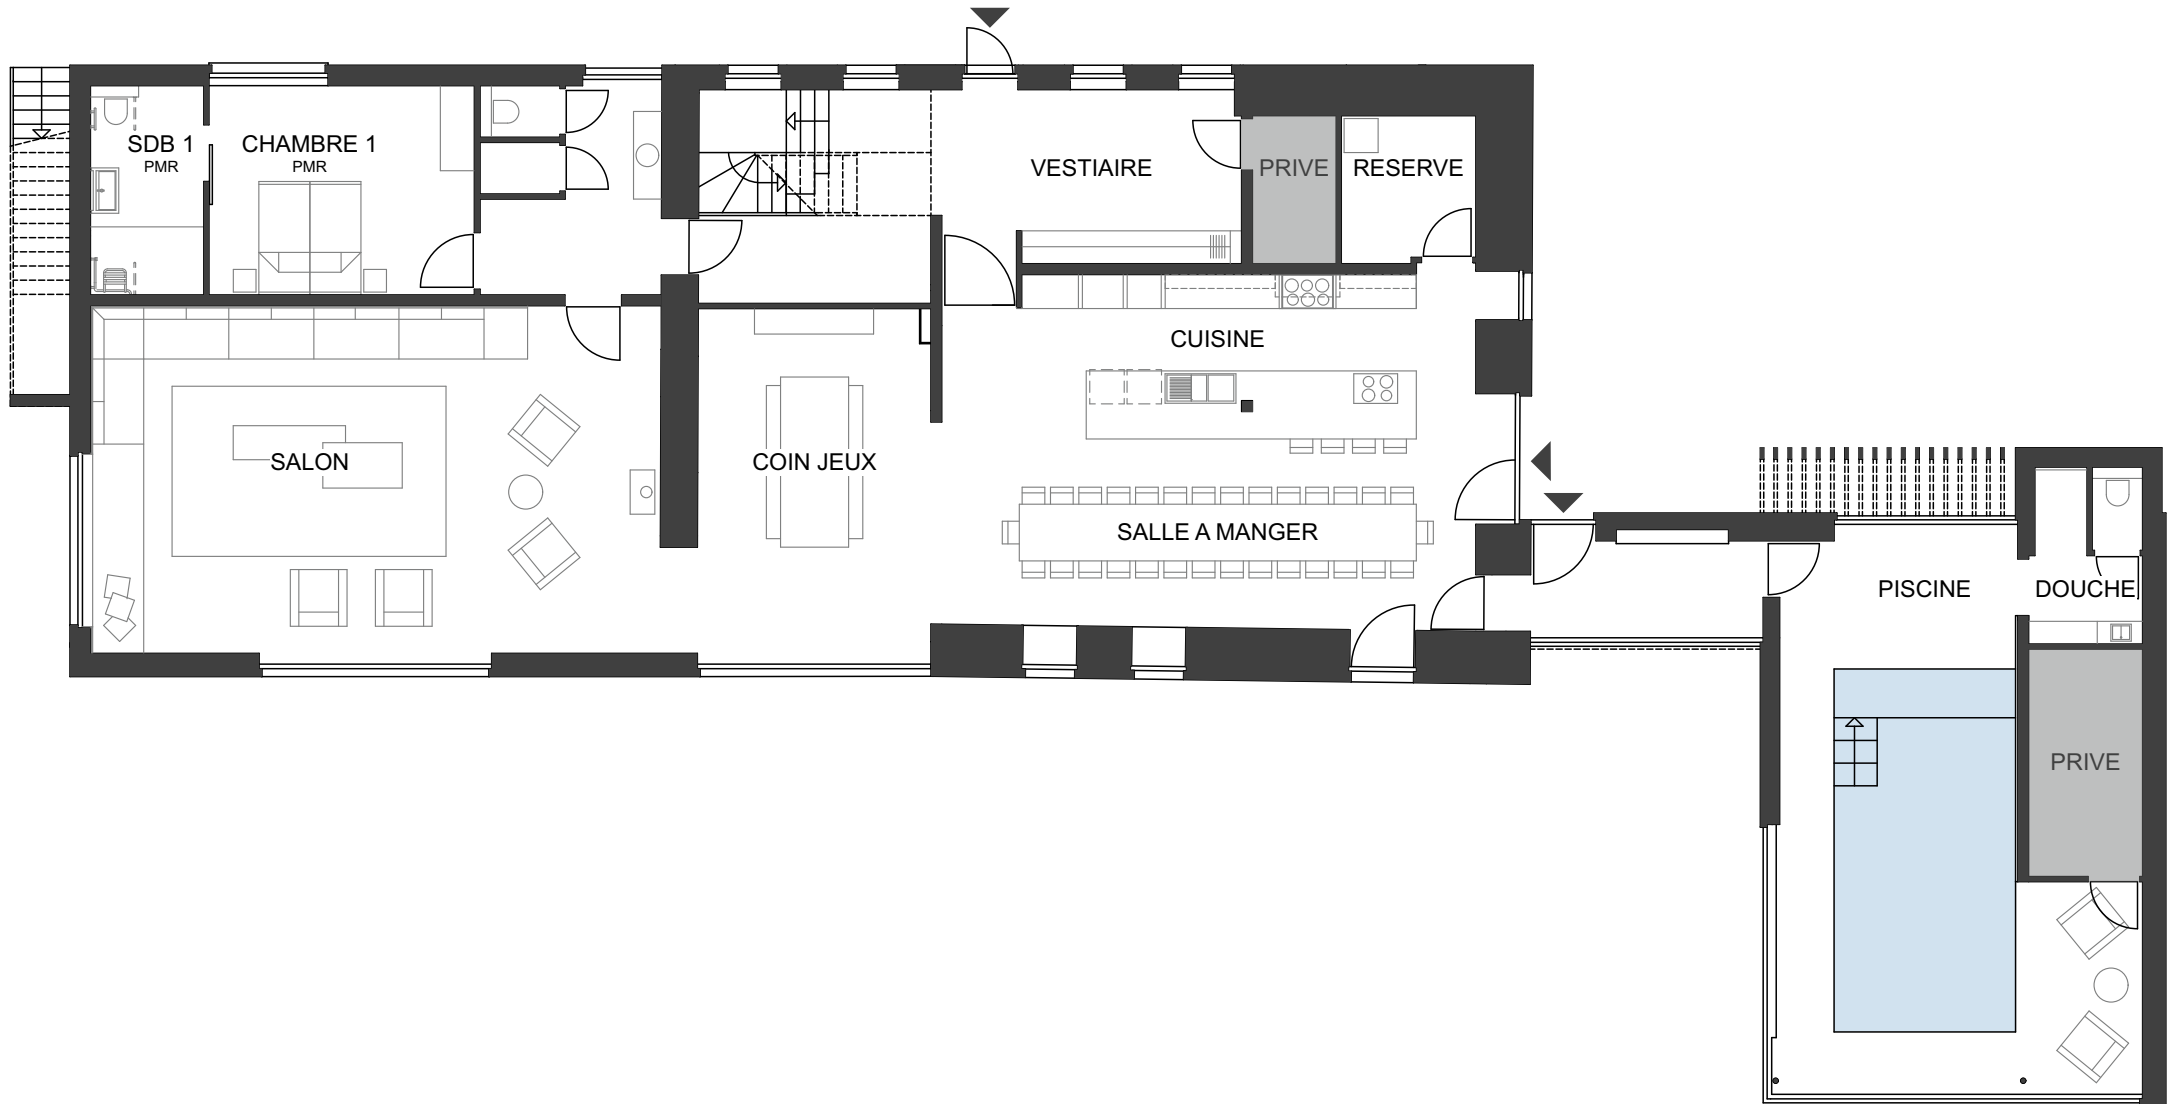 SDB 1
PMR
CHAMBRE 1
PMR
VESTIAIRE
PRIVE
RESERVE
CUISINE
SALON
COIN JEUX
SALLE A MANGER
PISCINE
DOUCHE
PRIVE